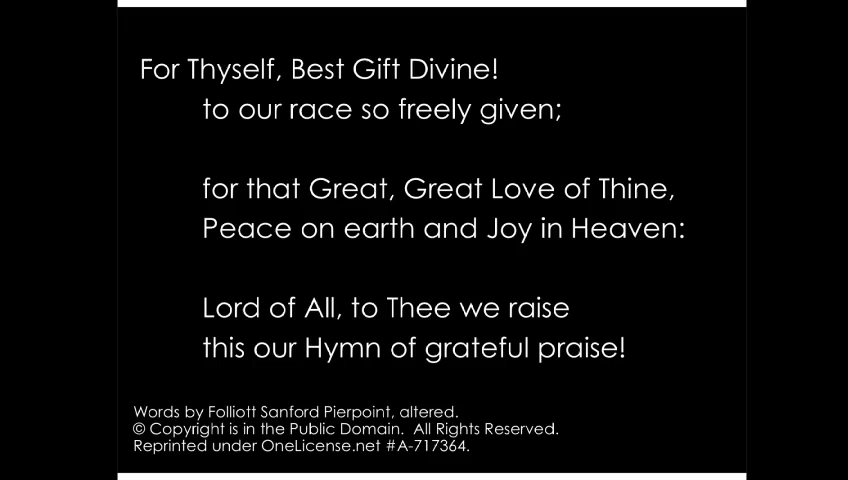 For Thyself, Best Gift Divine!
to our race so freely given;
for that Great, Great Love of Thine,
Peace on earth and Joy in Heaven:
Lord of All, to Thee we raise
this our Hymn of grateful praise!
Words by Folliott Sanford Pierpoint, altered.
© Copyright is in the Public Domain.  All Rights Reserved.
Reprinted under OneLicense.net #A-717364.